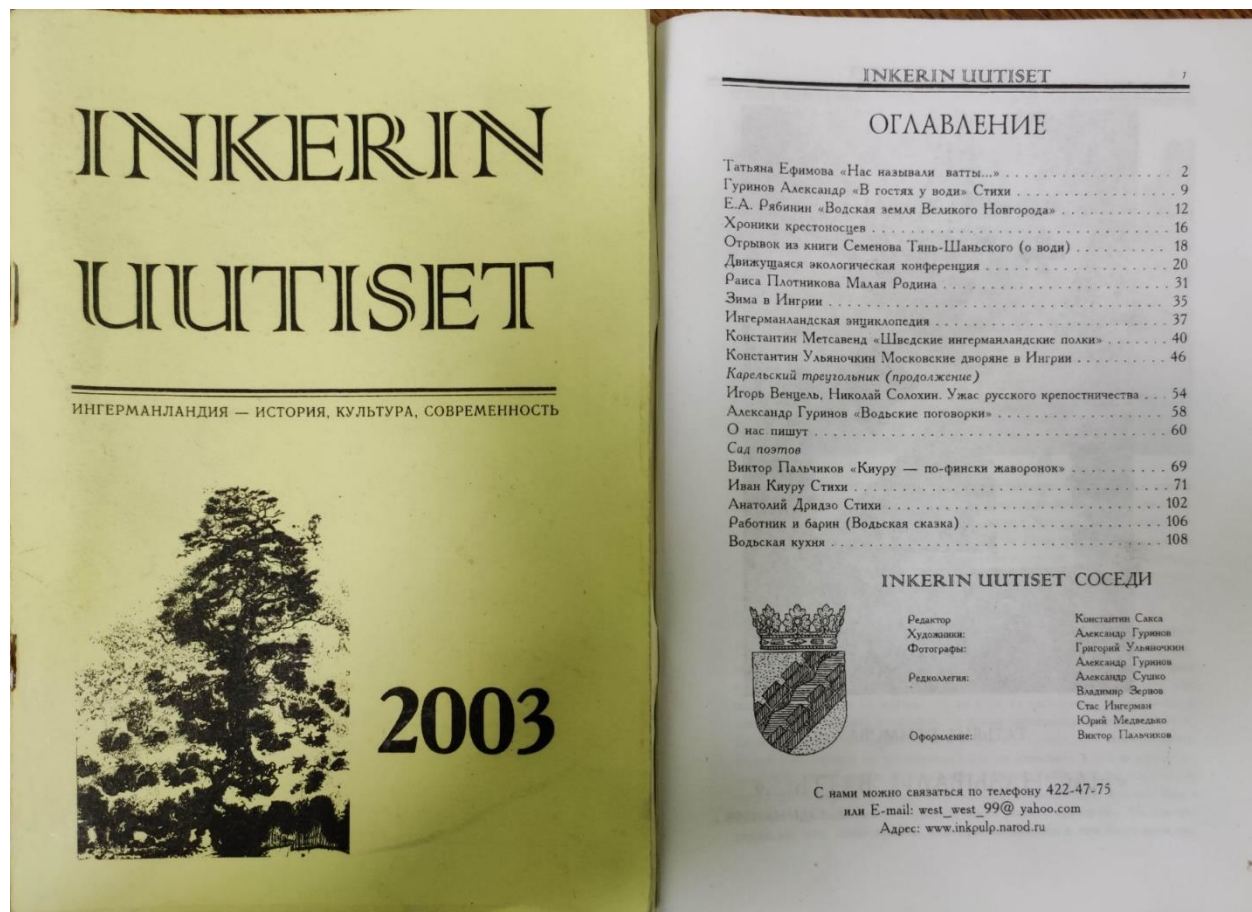 INKERIN
UUTISET
ИНГЕРМАНЛАНДИЯ — ИСТОРИЯ, КУЛЬТУРА, СОВРЕМЕННОСТЬ
2003
INKERIN UUTISET 1
ОГЛАВЛЕНИЕ
Татьяна Ефимова «Нас называли ватты...» . . . . . . . . . . . . . . . . . . 2
Гуринов Александр «В гостях у води» Стихи . . . . . . . . . . . . . . . . . 9
Е.А. Рябинин «Водская земля Великого Новгорода» . . . . . . . . . . . . 12
Хроники крестоносцев . . . . . . . . . . . . . . . . . . . . . . . . . . . . . . . . 16
Отрывок из книги Семенова Тянь-Шаньского (о води) . . . . . . . . . 18
Движущаяся экологическая конференция . . . . . . . . . . . . . . . . . . . 20
Раиса Плотникова Малая Родина . . . . . . . . . . . . . . . . . . . . . . . . 31
Зима в Ингрии . . . . . . . . . . . . . . . . . . . . . . . . . . . . . . . . . . . . 35
Ингерманландская энциклопедия . . . . . . . . . . . . . . . . . . . . . . . . . 37
Константин Метсавенд «Шведские ингерманландские полки» . . . . . . 40
Константин Ульяночкин Московские дворяне в Ингрии . . . . . . . . . 46
Карельский треугольник (продолжение)
Игорь Венцель, Николай Солохин. Ужас русского крепостничества . . . 54
Александр Гуринов «Водьские поговорки» . . . . . . . . . . . . . . . . . . 58
О нас пишут . . . . . . . . . . . . . . . . . . . . . . . . . . . . . . . . . . . . . . 60
Сад поэтов
Виктор Пальчиков «Киуру — по-фински жаворонок» . . . . . . . . . . 69
Иван Киуру Стихи . . . . . . . . . . . . . . . . . . . . . . . . . . . . . . . . . . 71
Анатолий Дридзо Стихи . . . . . . . . . . . . . . . . . . . . . . . . . . . . . 102
Работник и барин (Водьская сказка) . . . . . . . . . . . . . . . . . . . . . 106
Водьская кухня . . . . . . . . . . . . . . . . . . . . . . . . . . . . . . . . . . . 108
INKERIN UUTISET СОСЕДИ
Редактор Константин Сакса
Художники: Александр Гуринов
Фотографы: Григорий Ульяночкин
Александр Гуринов
Редколлегия: Александр Сушко
Владимир Зернов
Стас Ингерман
Юрий Медведько
Оформление: Виктор Пальчиков
С нами можно связаться по телефону 422-47-75
или E-mail: west_west_99@ yahoo.com
Адрес: www.inkpulp.narod.ru